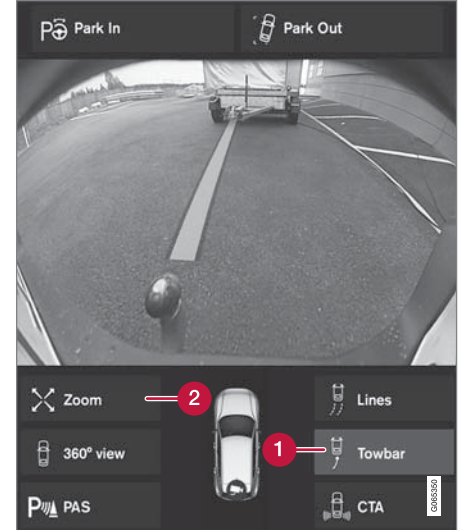 Park In
Park Out
2
Zoom
Lines
1
360° view
Towbar
P PAS
CTA
G065350